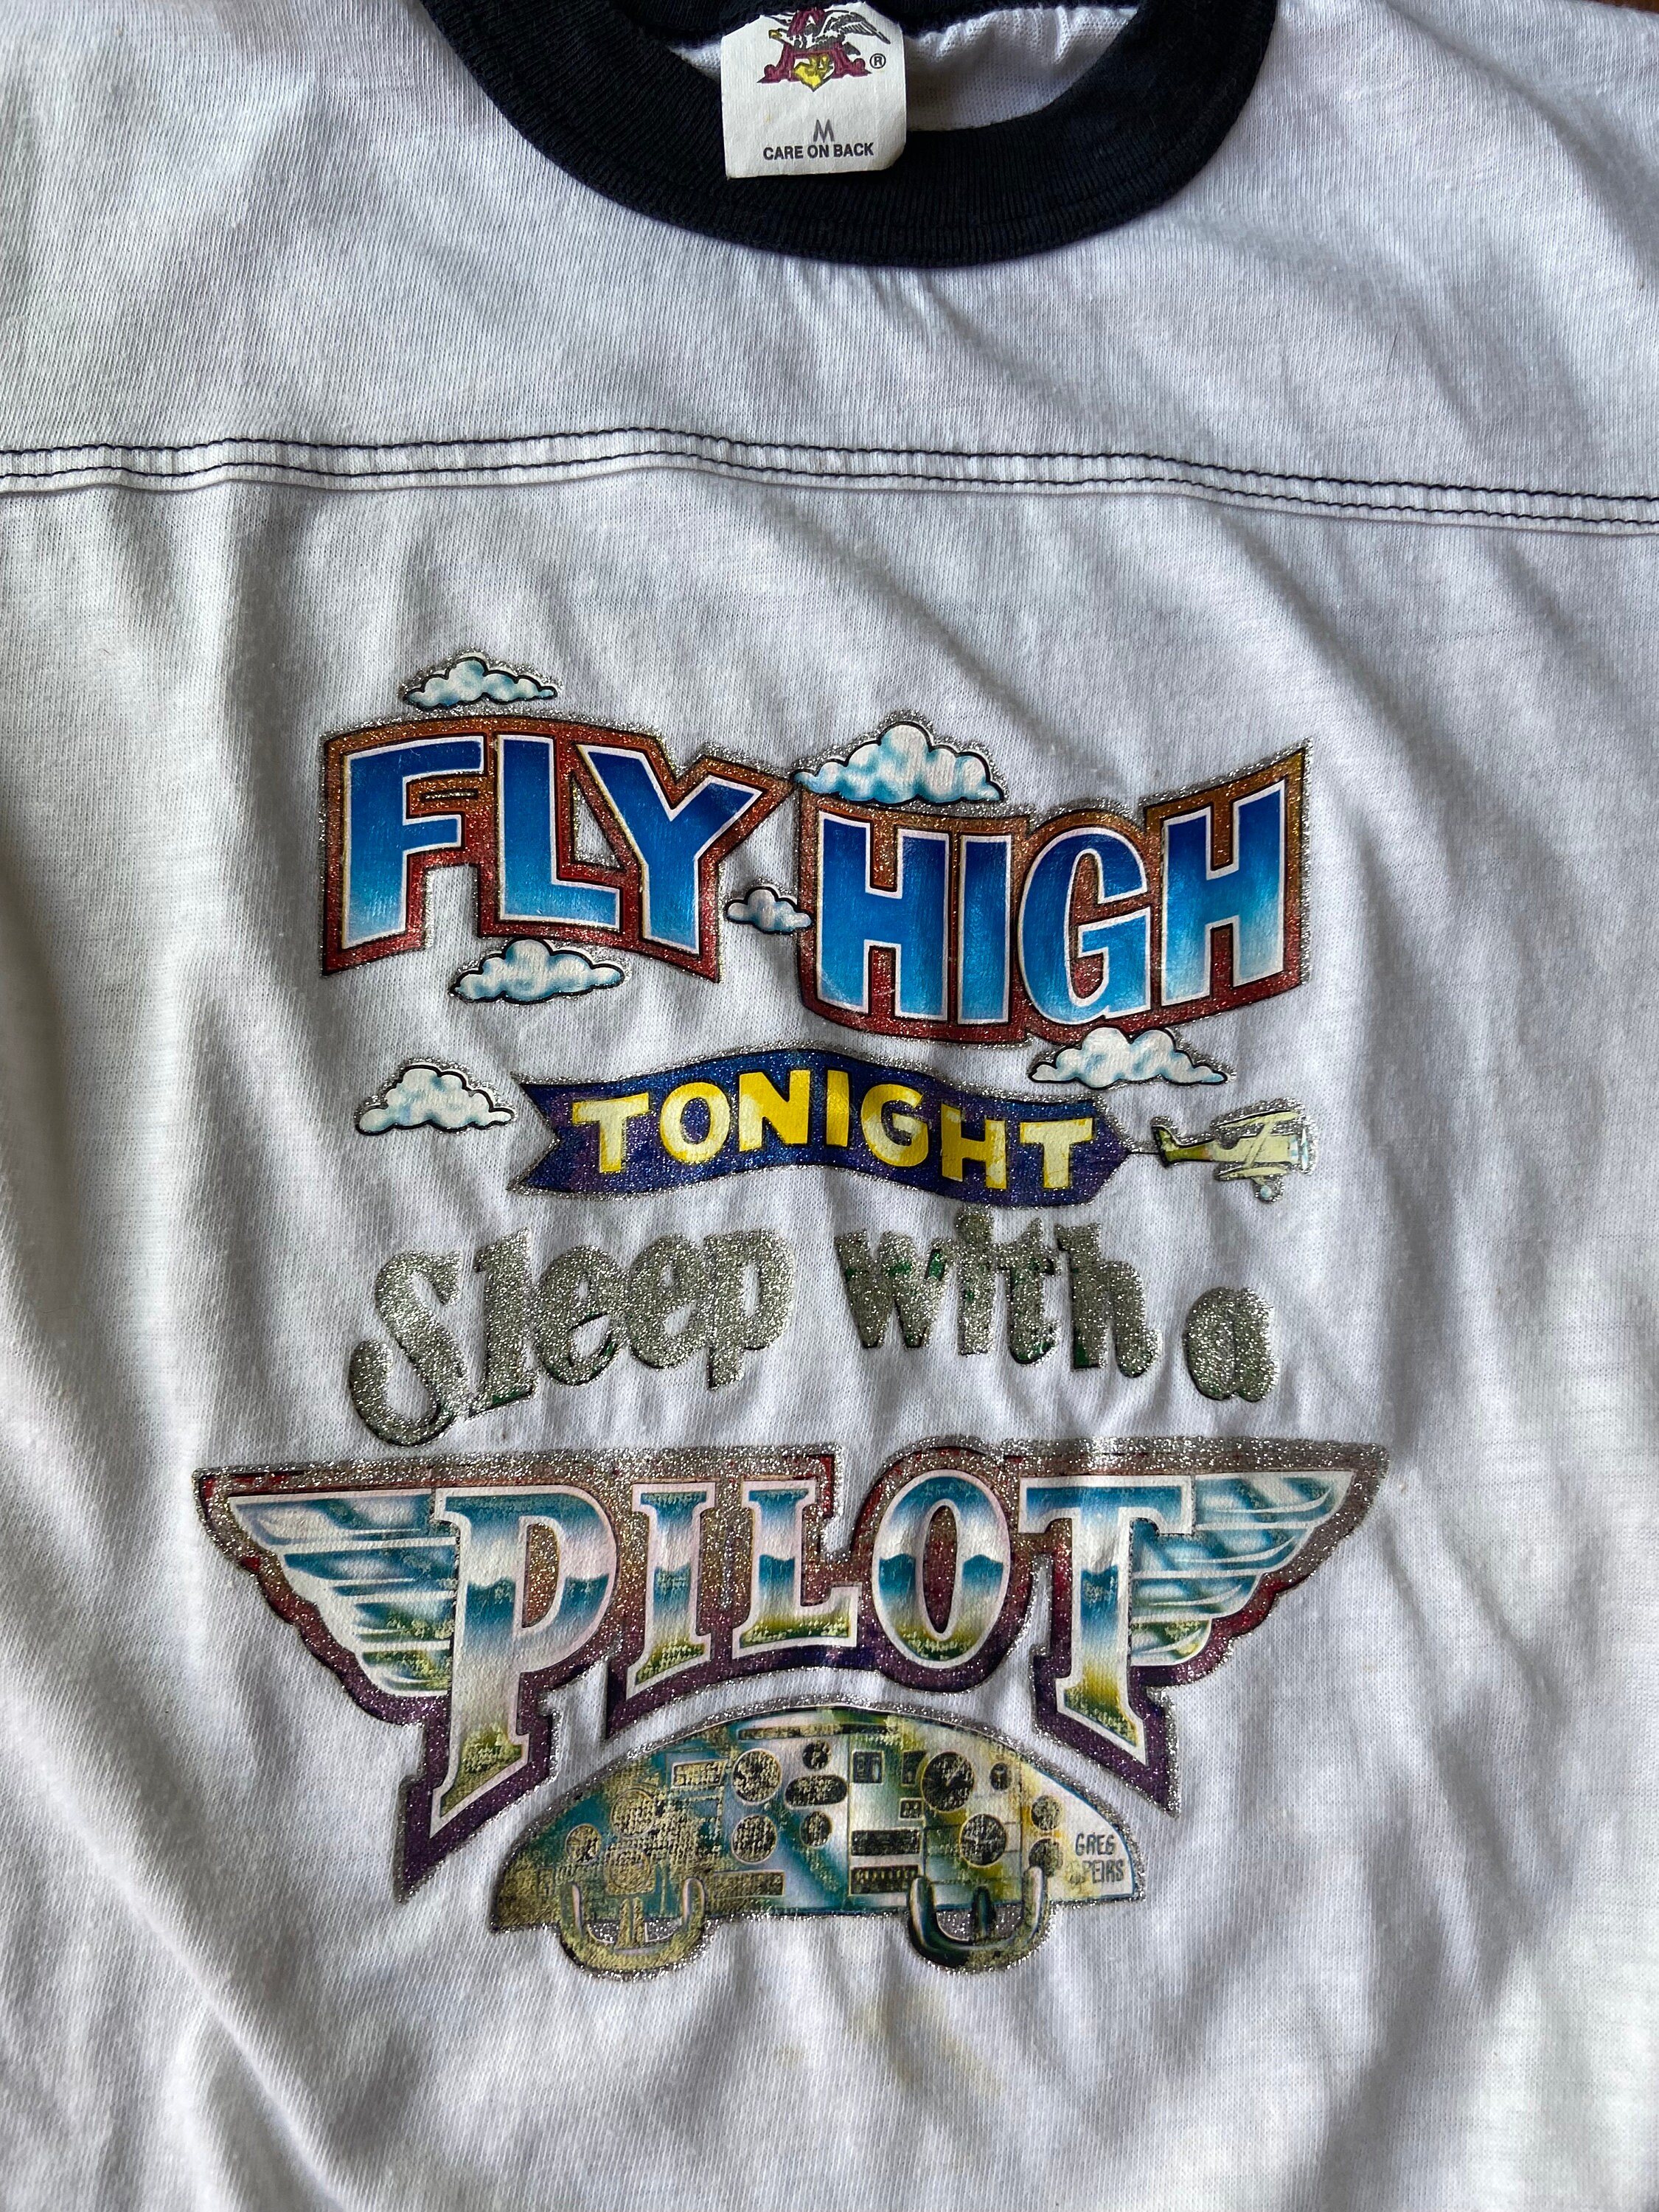 ®
M
CARE ON BACK
FLY HIGH
TONIGHT
Sleep with a
PILOT
GREG
SPEIRS